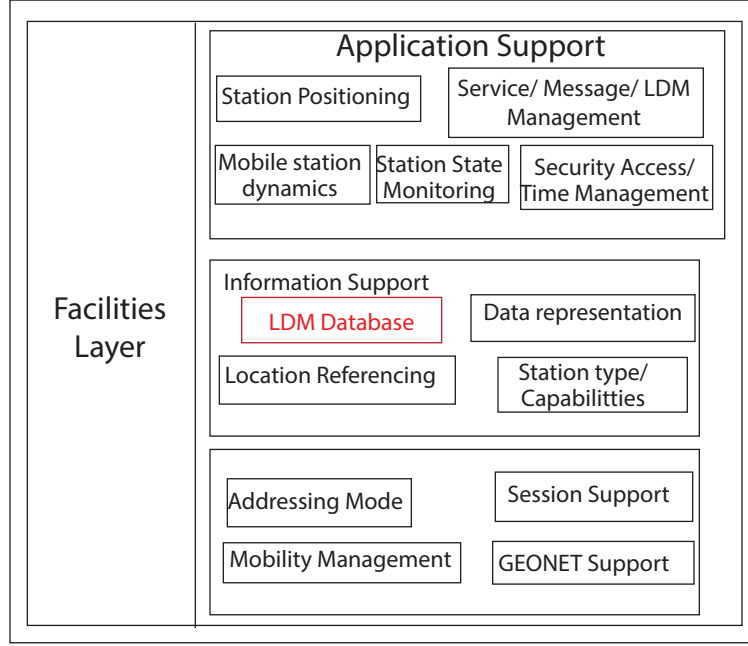 Application Support
Station Positioning
Service/ Message/ LDM
Management
Mobile station
dynamics
Station State
Monitoring
Security Access/
Time Management
Facilities
Layer
Information Support
LDM Database
Data representation
Location Referencing
Station type/
Capabilitties
Addressing Mode
Session Support
Mobility Management
GEONET Support